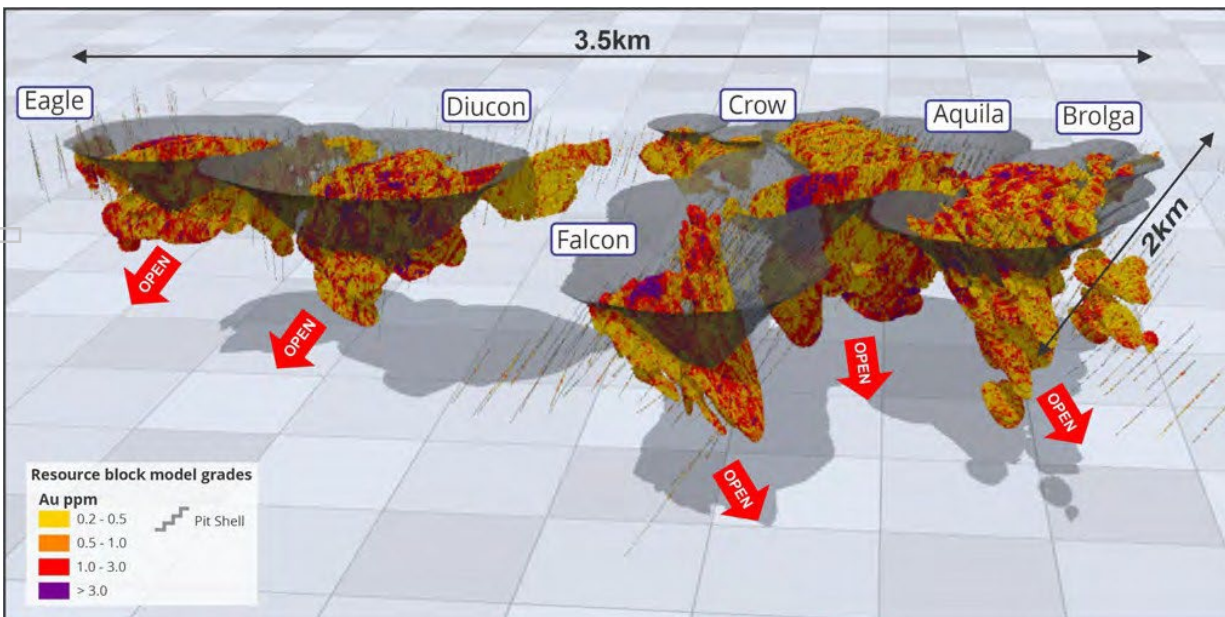 3.5km
Eagle
Diucon
Crow
Aquila
Brolga
2km
Falcon
OPEN
OPEN
OPEN
OPEN
OPEN
Resource block model grades
Au ppm
0.2 - 0.5
0.5 - 1.0
1.0 - 3.0
> 3.0
Pit Shell